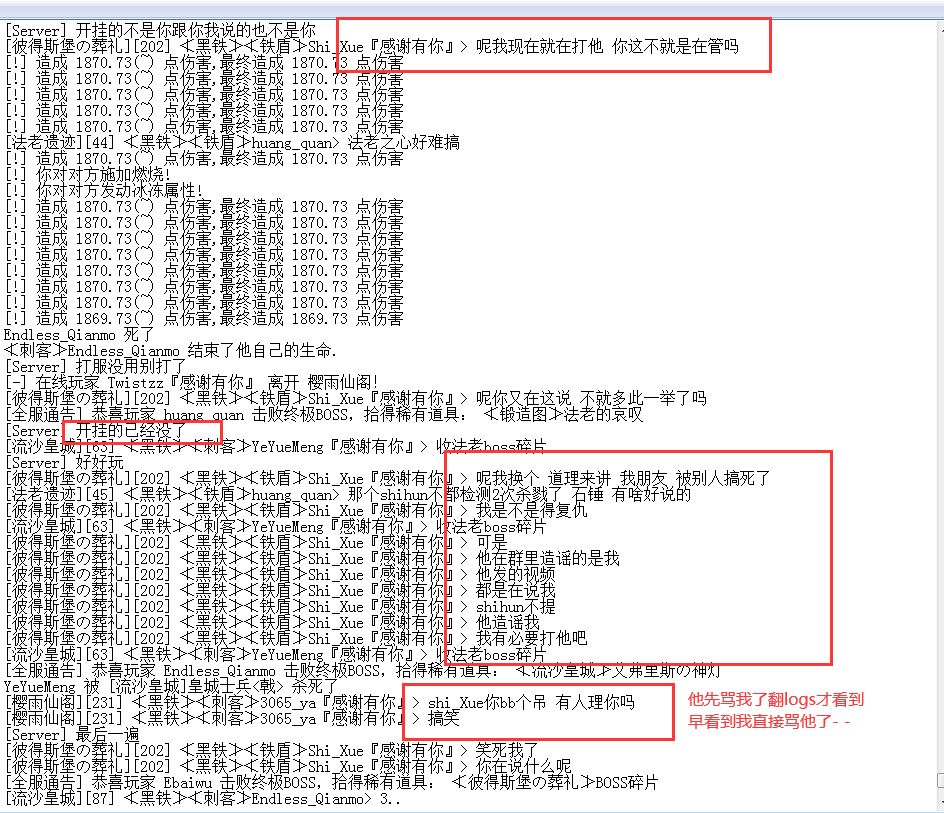 [Server] 开挂的不是你跟你我说的也不是你
[彼得斯堡の葬礼][202] ≮黑铁≯≮铁盾≯Shi_Xue『感谢有你』> 呢我现在就在打他 你这不就是在管吗
[!] 造成 1870.73(^) 点伤害,最终造成 1870.73 点伤害
[!] 造成 1870.73(^) 点伤害,最终造成 1870.73 点伤害
[!] 造成 1870.73(^) 点伤害,最终造成 1870.73 点伤害
[!] 造成 1870.73(^) 点伤害,最终造成 1870.73 点伤害
[!] 造成 1870.73(^) 点伤害,最终造成 1870.73 点伤害
[法老遗迹][44] ≮黑铁≯≮铁盾≯huang_quan> 法老之心好难搞
[!] 造成 1870.73(^) 点伤害,最终造成 1870.73 点伤害
[!] 你对对方施加燃烧!
[!] 你对对方发动冰冻属性!
[!] 造成 1870.73(^) 点伤害,最终造成 1870.73 点伤害
[!] 造成 1870.73(^) 点伤害,最终造成 1870.73 点伤害
[!] 造成 1870.73(^) 点伤害,最终造成 1870.73 点伤害
[!] 造成 1870.73(^) 点伤害,最终造成 1870.73 点伤害
[!] 造成 1870.73(^) 点伤害,最终造成 1870.73 点伤害
[!] 造成 1870.73(^) 点伤害,最终造成 1870.73 点伤害
[!] 造成 1870.73(^) 点伤害,最终造成 1870.73 点伤害
[!] 造成 1869.73(^) 点伤害,最终造成 1869.73 点伤害
Endless_Qianmo 死了
≮刺客≯Endless_Qianmo 结束了他自己的生命.
[Server] 打服没用别打了
[-] 在线玩家 Twistzz『感谢有你』 离开 樱雨仙阁!
[彼得斯堡の葬礼][202] ≮黑铁≯≮铁盾≯Shi_Xue『感谢有你』> 呢你又在这说 不就多此一举了吗
[全服通告] 恭喜玩家 huang_quan 击败终极BOSS，拾得稀有道具： ≮锻造图≯法老的哀叹
[Server] 开挂的已经没了
[流沙皇城][63] ≮黑铁≯≮刺客≯YeYueMeng『感谢有你』> 收法老boss碎片
[Server] 好好玩
[彼得斯堡の葬礼][202] ≮黑铁≯≮铁盾≯Shi_Xue『感谢有你』> 呢我换个 道理来讲 我朋友 被别人搞死了
[法老遗迹][45] ≮黑铁≯≮铁盾≯huang_quan> 那个shihun不都检测2次杀戮了 石锤 有啥好说的
[彼得斯堡の葬礼][202] ≮黑铁≯≮铁盾≯Shi_Xue『感谢有你』> 我是不是得复仇
[流沙皇城][63] ≮黑铁≯≮刺客≯YeYueMeng『感谢有你』> 收法老boss碎片
[彼得斯堡の葬礼][202] ≮黑铁≯≮铁盾≯Shi_Xue『感谢有你』> 可是
[彼得斯堡の葬礼][202] ≮黑铁≯≮铁盾≯Shi_Xue『感谢有你』> 他在群里造谣的是我
[彼得斯堡の葬礼][202] ≮黑铁≯≮铁盾≯Shi_Xue『感谢有你』> 他发的视频
[彼得斯堡の葬礼][202] ≮黑铁≯≮铁盾≯Shi_Xue『感谢有你』> 都是在说我
[彼得斯堡の葬礼][202] ≮黑铁≯≮铁盾≯Shi_Xue『感谢有你』> shihun不提
[彼得斯堡の葬礼][202] ≮黑铁≯≮铁盾≯Shi_Xue『感谢有你』> 他造谣我
[彼得斯堡の葬礼][202] ≮黑铁≯≮铁盾≯Shi_Xue『感谢有你』> 我有必要打他吧
[流沙皇城][63] ≮黑铁≯≮刺客≯YeYueMeng『感谢有你』> 收法老boss碎片
[全服通告] 恭喜玩家 Endless_Qianmo 击败终极BOSS，拾得稀有道具： ≮流沙皇城≯艾弗里斯の神灯
YeYueMeng 被 [流沙皇城]皇城士兵<戟> 杀死了
[樱雨仙阁][231] ≮黑铁≯≮刺客≯3065_ya『感谢有你』> shi_Xue你bb个吊 有人理你吗
[樱雨仙阁][231] ≮黑铁≯≮刺客≯3065_ya『感谢有你』> 搞笑
他先骂我了翻logs才看到
早看到我直接骂他了- -
[Server] 最后一遍
[彼得斯堡の葬礼][202] ≮黑铁≯≮铁盾≯Shi_Xue『感谢有你』> 笑死我了
[彼得斯堡の葬礼][202] ≮黑铁≯≮铁盾≯Shi_Xue『感谢有你』> 你在说什么呢
[全服通告] 恭喜玩家 Ebaiwu 击败终极BOSS，拾得稀有道具： ≮彼得斯堡の葬礼≯BOSS碎片
[流沙皇城][87] ≮黑铁≯≮刺客≯Endless_Qianmo> 3..